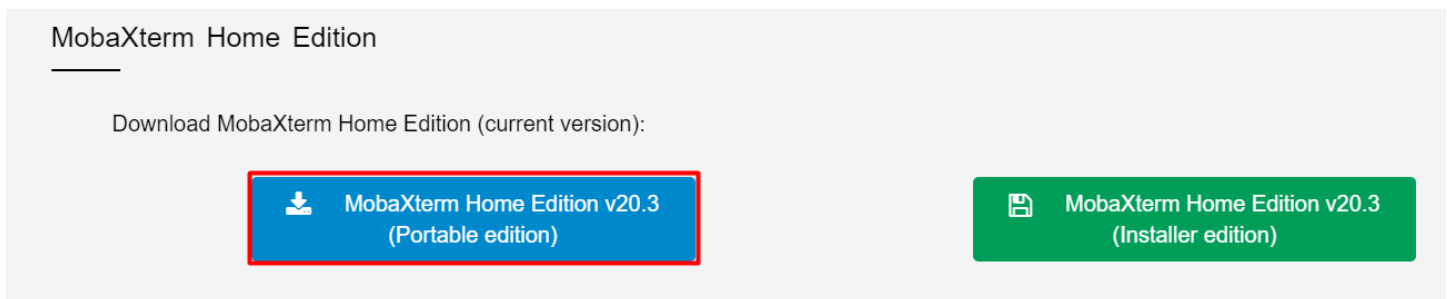 MobaXterm Home Edition
Download MobaXterm Home Edition (current version):
MobaXterm Home Edition v20.3
(Portable edition)
MobaXterm Home Edition v20.3
(Installer edition)